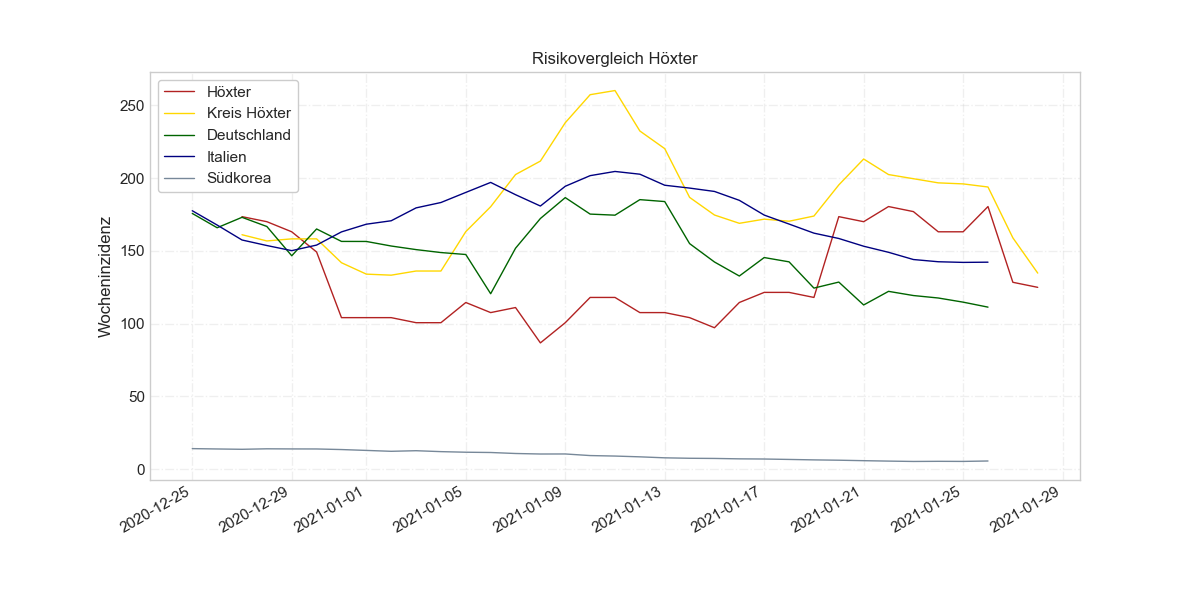 Risikovergleich Höxter
Höxter
Kreis Höxter
Deutschland
Italien
Südkorea
Wocheninzidenz
250
200
150
100
50
0
2020-12-25
2020-12-29
2021-01-01
2021-01-05
2021-01-09
2021-01-13
2021-01-17
2021-01-21
2021-01-25
2021-01-29